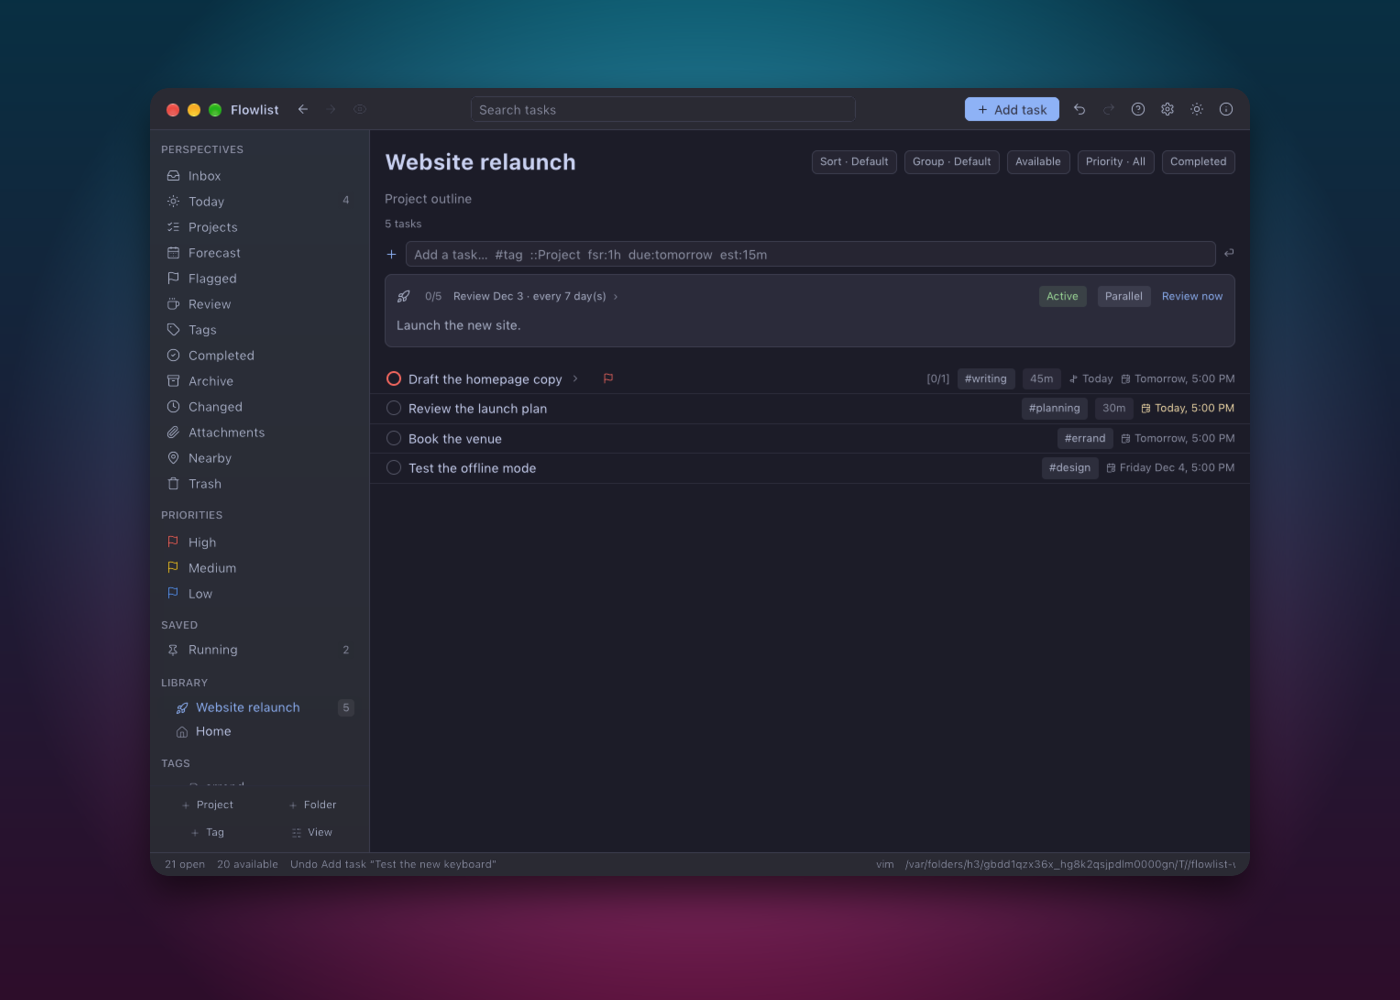 Flowlist
Search tasks
+ Add task
PERSPECTIVES
Inbox
Today 4
Projects
Forecast
Flagged
Review
Tags
Completed
Archive
Changed
Attachments
Nearby
Trash
PRIORITIES
High
Medium
Low
SAVED
Running 2
LIBRARY
Website relaunch 5
Home
TAGS
+ Project + Folder
+ Tag View
Website relaunch
Sort · Default Group · Default Available Priority · All Completed
Project outline
5 tasks
+ Add a task... #tag ::Project fsr:1h due:tomorrow est:15m
0/5 Review Dec 3 · every 7 day(s) › Active Parallel Review now
Launch the new site.
Draft the homepage copy › [0/1] #writing 45m Today Tomorrow, 5:00 PM
Review the launch plan #planning 30m Today, 5:00 PM
Book the venue #errand Tomorrow, 5:00 PM
Test the offline mode #design Friday Dec 4, 5:00 PM
21 open 20 available Undo Add task “Test the new keyboard” vim /var/folders/h3/gbdd1qzx36x_hg8k2qsjpdlm0000gn/T//flowlist-